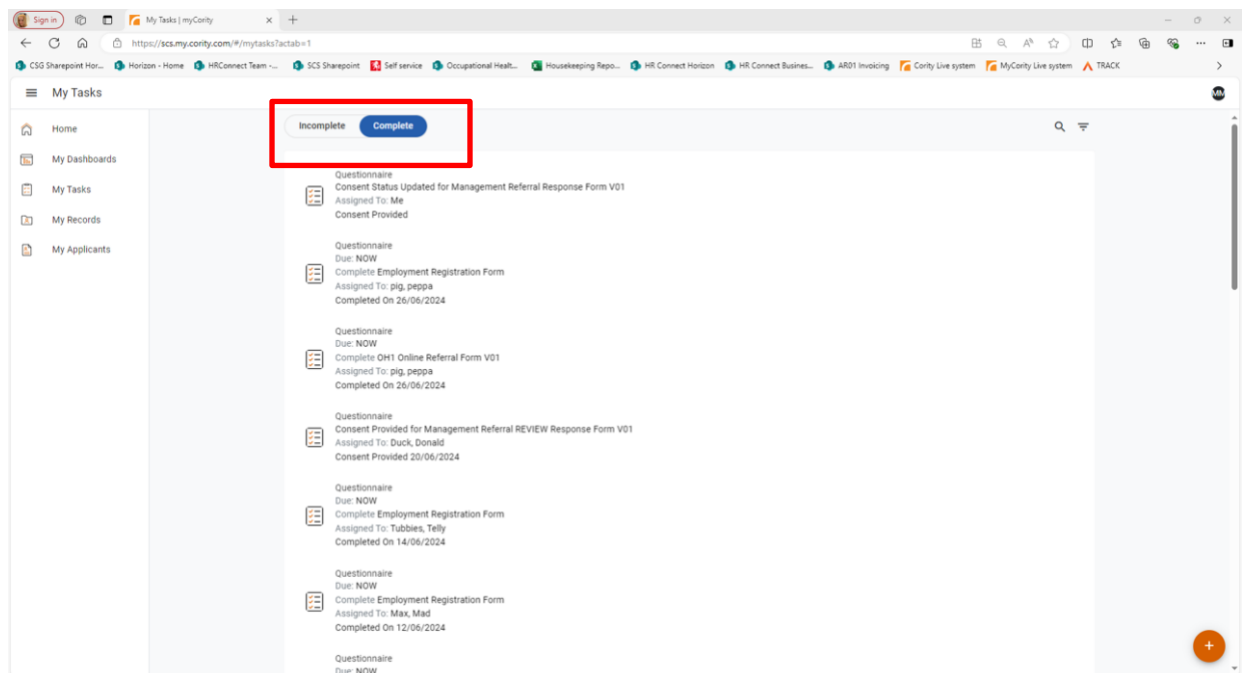 Sign in
My Tasks | myCority
https://scs.my.cority.com/#/mytasks?actab=1
CSG Sharepoint Hor...
Horizon - Home
HRConnect Team -...
SCS Sharepoint
Self service
Occupational Healt...
Housekeeping Repo...
HR Connect Horizon
HR Connect Busines...
AR01 Invoicing
Cority Live system
MyCority Live system
TRACK
My Tasks
MM
Home
My Dashboards
My Tasks
My Records
My Applicants
Incomplete
Complete
Questionnaire
Consent Status Updated for Management Referral Response Form V01
Assigned To: Me
Consent Provided
Questionnaire
Due: NOW
Complete Employment Registration Form
Assigned To: pig, peppa
Completed On 26/06/2024
Questionnaire
Due: NOW
Complete OH1 Online Referral Form V01
Assigned To: pig, peppa
Completed On 26/06/2024
Questionnaire
Consent Provided for Management Referral REVIEW Response Form V01
Assigned To: Duck, Donald
Consent Provided 20/06/2024
Questionnaire
Due: NOW
Complete Employment Registration Form
Assigned To: Tubbies, Telly
Completed On 14/06/2024
Questionnaire
Due: NOW
Complete Employment Registration Form
Assigned To: Max, Mad
Completed On 12/06/2024
Questionnaire
Due: NOW